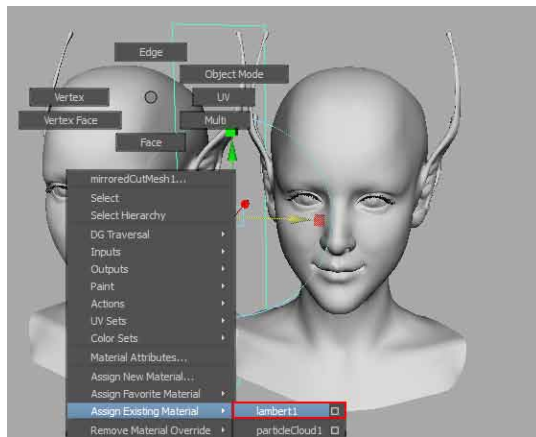 Edge
Object Mode
Vertex
UV
Vertex Face
Multi
Face
mirroredCutMesh1...
Select
Select Hierarchy
DG Traversal
Inputs
Outputs
Paint
Actions
UV Sets
Color Sets
Material Attributes...
Assign New Material...
Assign Favorite Material
Assign Existing Material
lambert1
Remove Material Override
particleCloud1